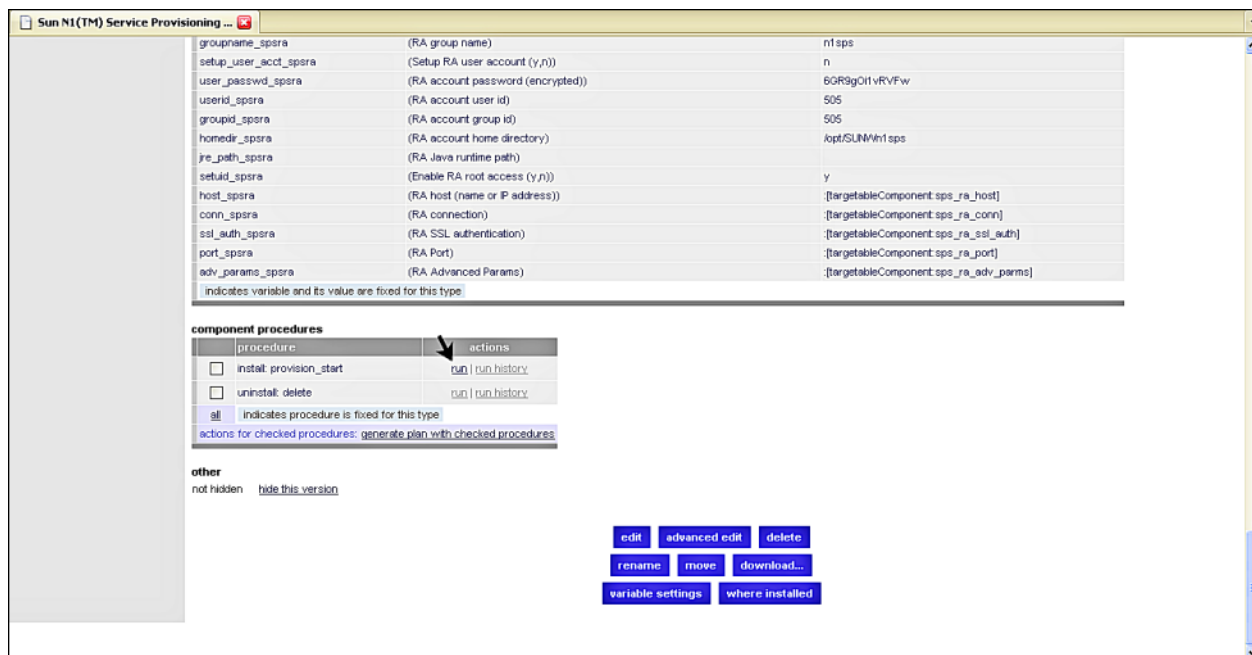 Sun N1(TM) Service Provisioning ...
groupname_spsra (RA group name) n1sps
setup_user_acct_spsra (Setup RA user account (y,n)) n
user_passwd_spsra (RA account password (encrypted)) 6GR9gOi1vRVFw
userid_spsra (RA account user id) 505
groupid_spsra (RA account group id) 505
homedir_spsra (RA account home directory) /opt/SUNWn1sps
jre_path_spsra (RA Java runtime path)
setuid_spsra (Enable RA root access (y,n)) y
host_spsra (RA host (name or IP address)) :[targetableComponent:sps_ra_host]
conn_spsra (RA connection) :[targetableComponent:sps_ra_conn]
ssl_auth_spsra (RA SSL authentication) :[targetableComponent:sps_ra_ssl_auth]
port_spsra (RA Port) :[targetableComponent:sps_ra_port]
adv_params_spsra (RA Advanced Params) :[targetableComponent:sps_ra_adv_parms]
indicates variable and its value are fixed for this type
component procedures
procedure actions
install: provision_start run | run history
uninstall: delete run | run history
all indicates procedure is fixed for this type
actions for checked procedures: generate plan with checked procedures
other
not hidden hide this version
edit advanced edit delete
rename move download...
variable settings where installed